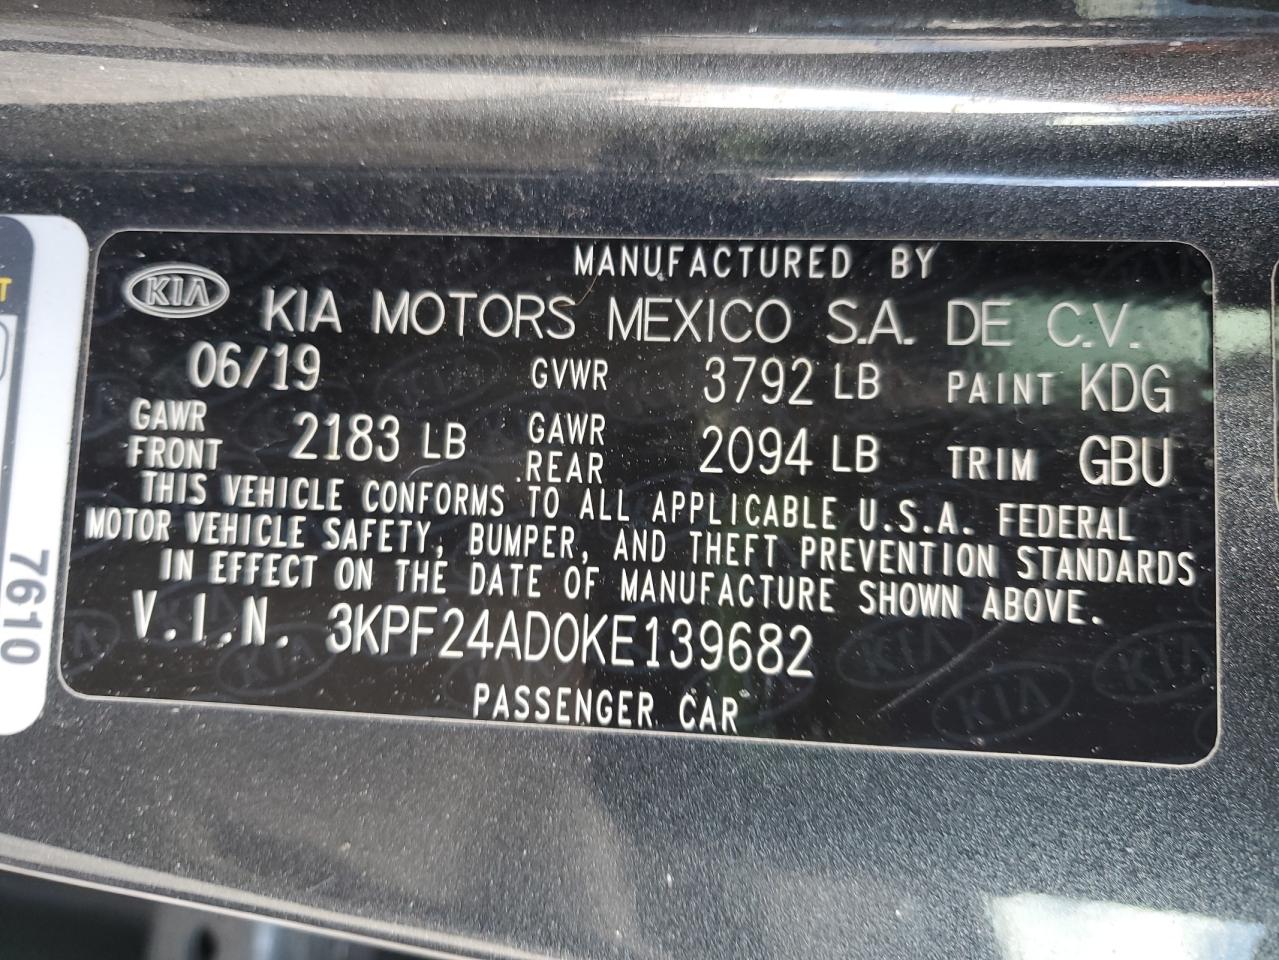 MANUFACTURED BY
KIA KIA MOTORS MEXICO S.A. DE C.V.
06/19 GVWR 3792 LB PAINT KDG
GAWR FRONT 2183 LB GAWR REAR 2094 LB TRIM GBU
THIS VEHICLE CONFORMS TO ALL APPLICABLE U.S.A. FEDERAL
MOTOR VEHICLE SAFETY, BUMPER, AND THEFT PREVENTION STANDARDS
IN EFFECT ON THE DATE OF MANUFACTURE SHOWN ABOVE.
V.I.N. 3KPF24AD0KE139682
PASSENGER CAR
7610